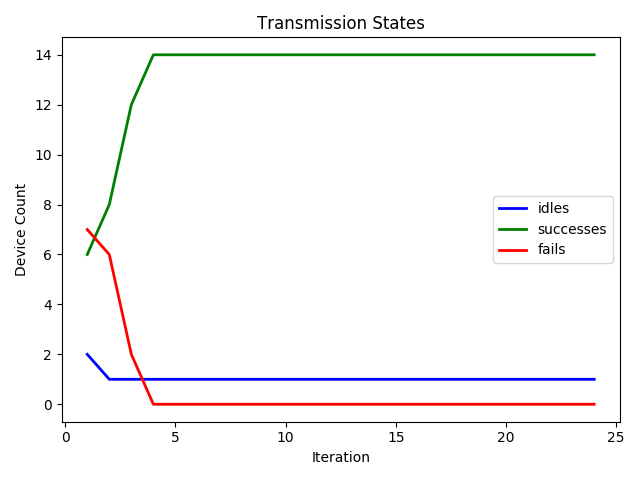 Transmission States
Device Count
14
12
10
8
6
4
2
0
idles
successes
fails
0 5 10 15 20 25
Iteration